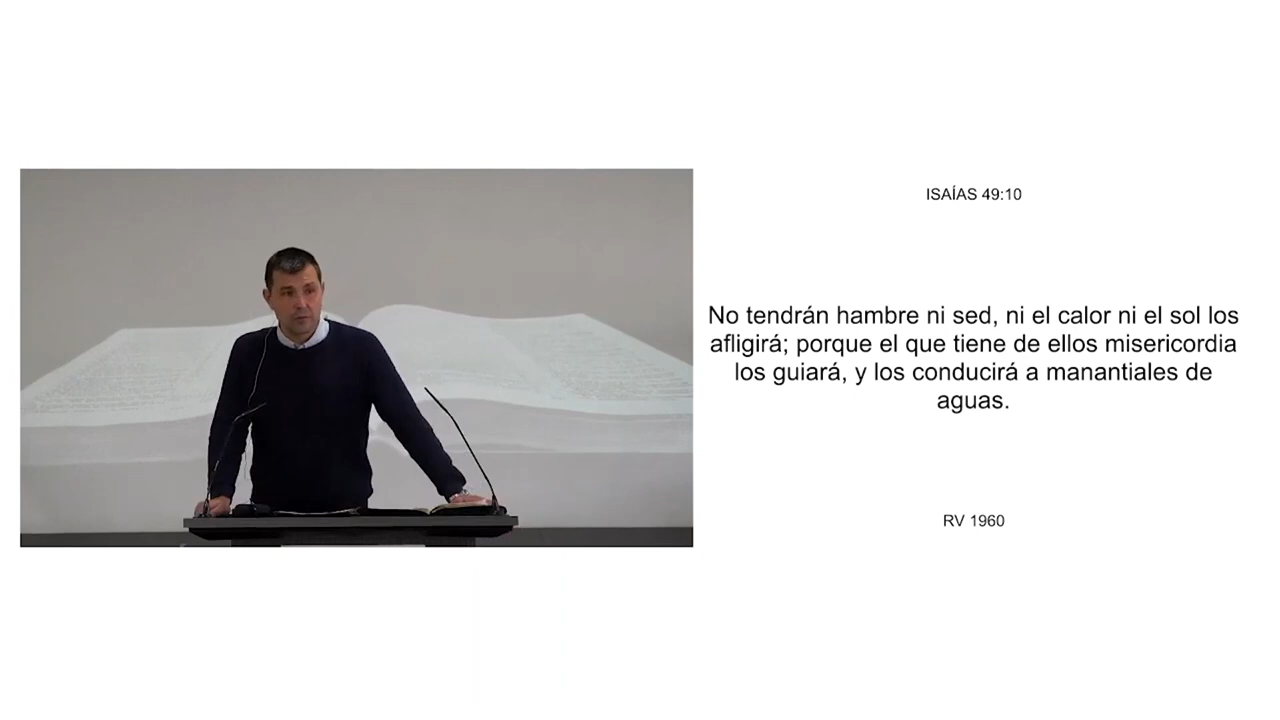 ISAÍAS 49:10
No tendrán hambre ni sed, ni el calor ni el sol los
afligirá; porque el que tiene de ellos misericordia
los guiará, y los conducirá a manantiales de
aguas.
RV 1960